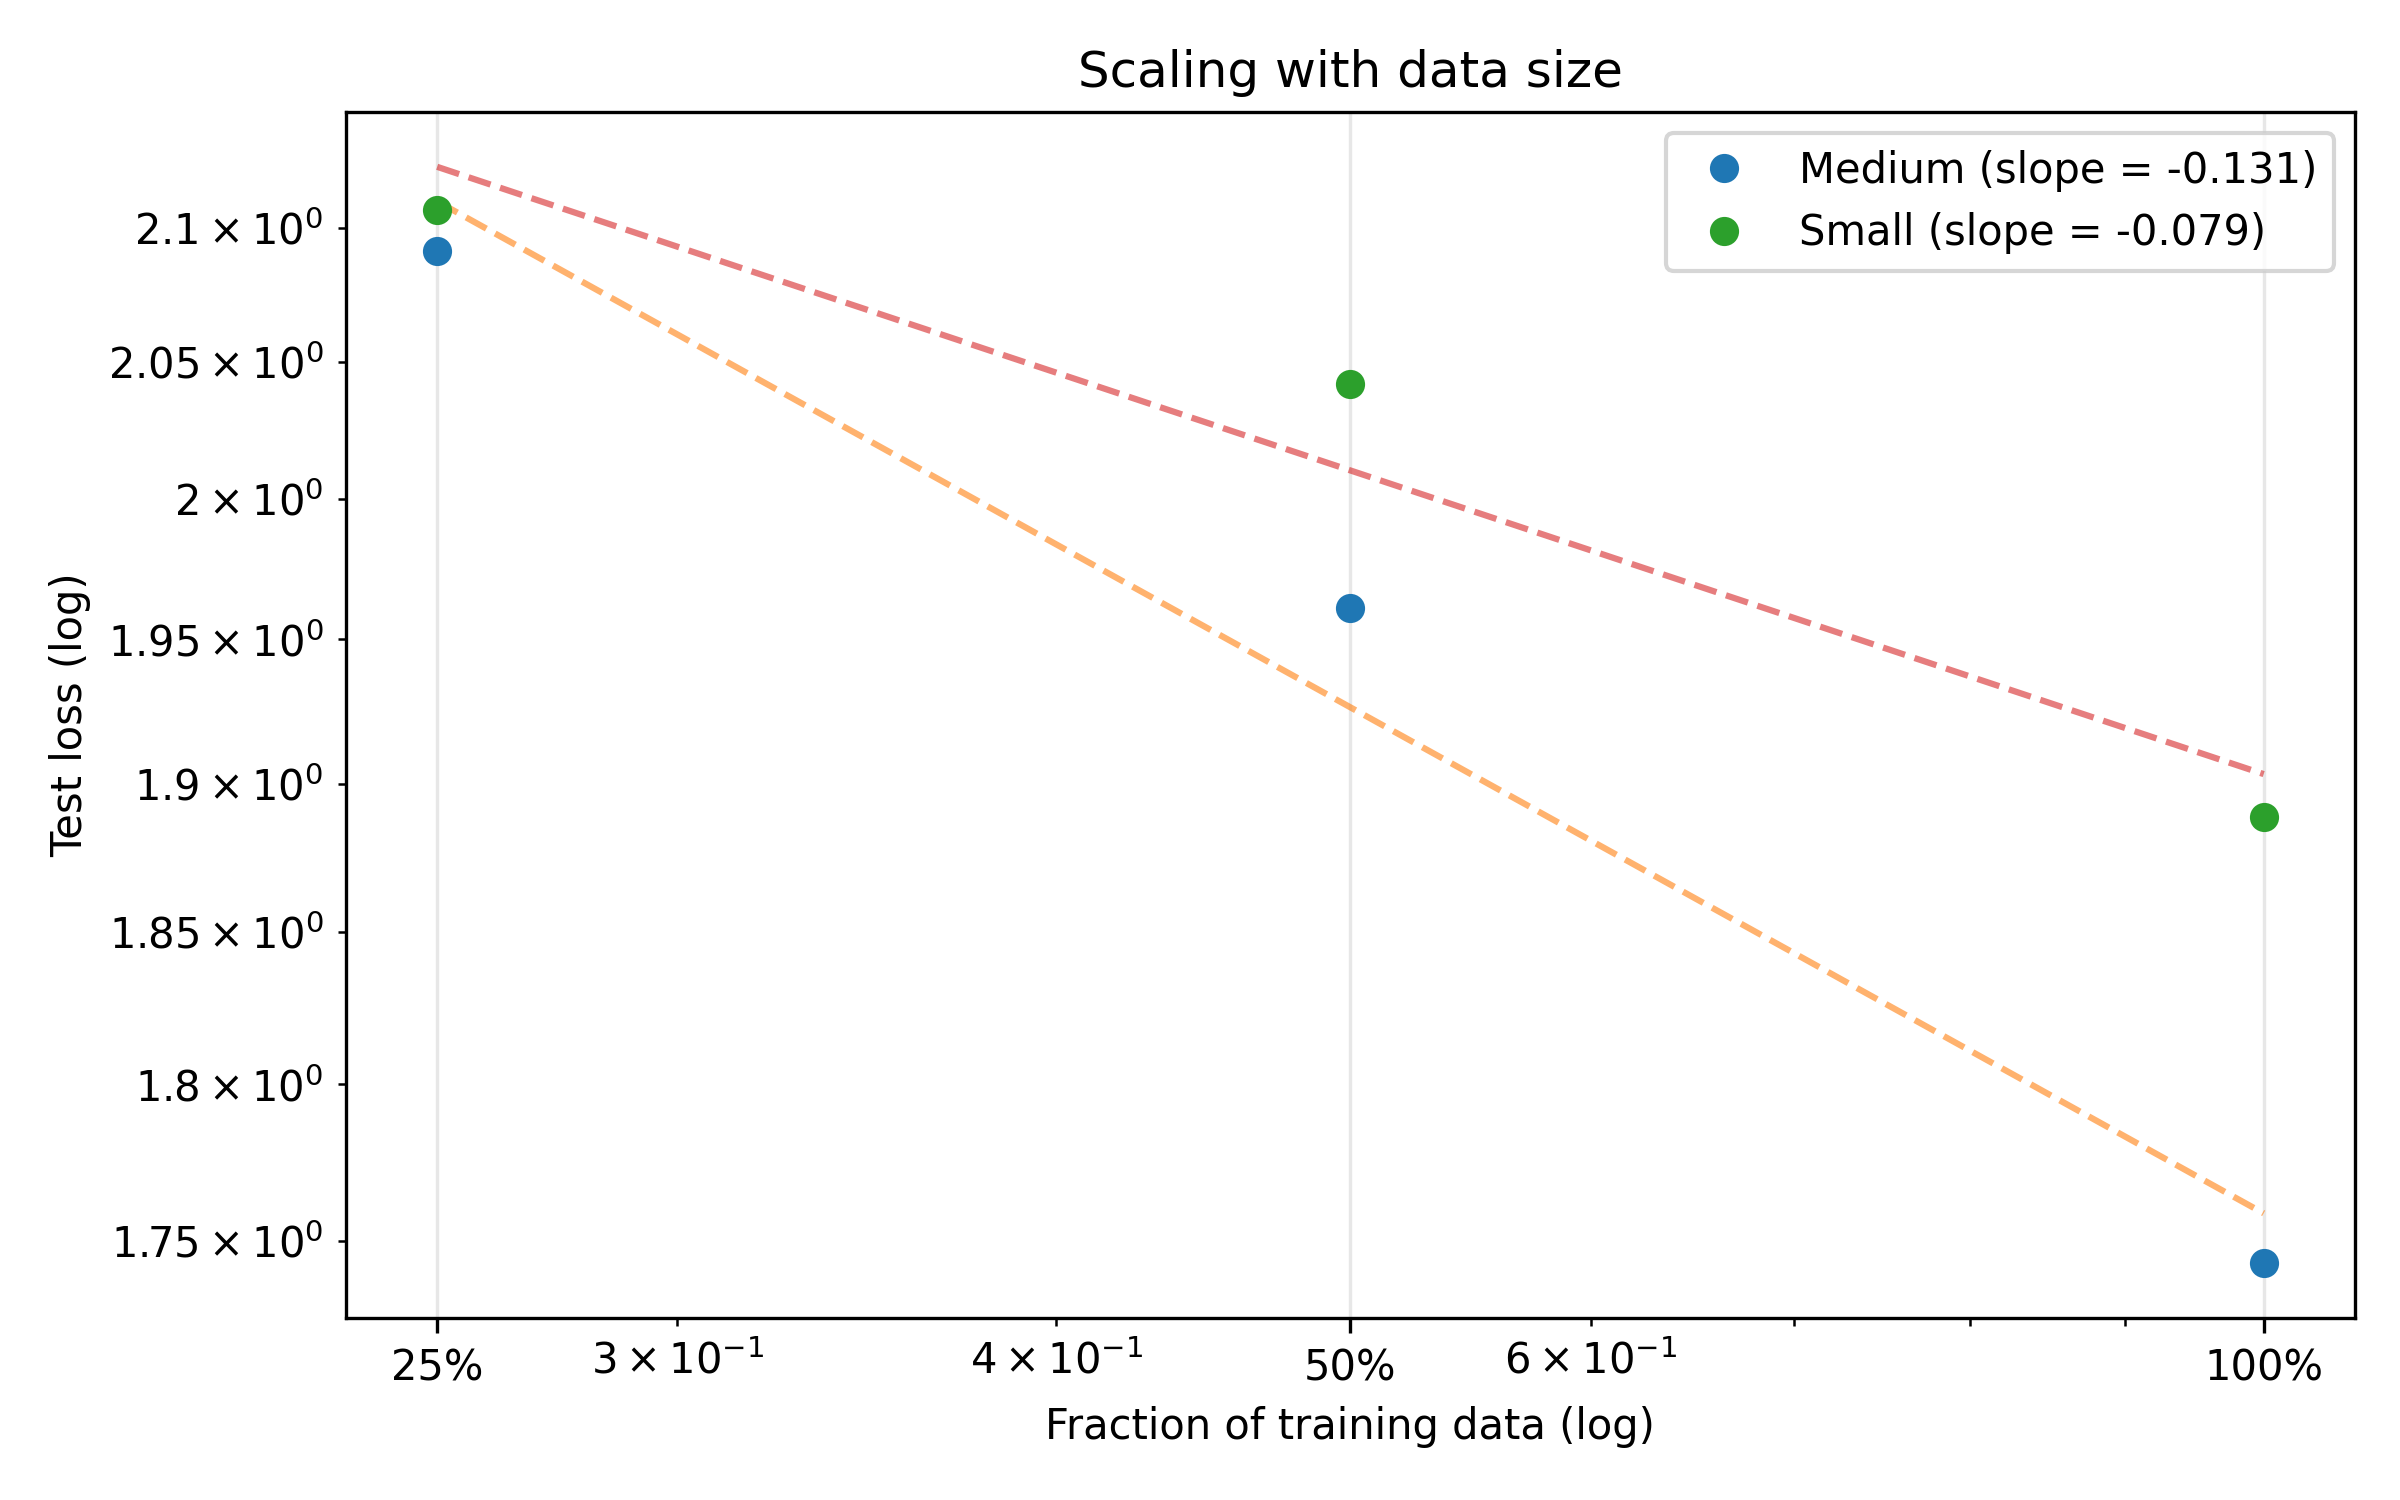 Scaling with data size
Medium (slope = -0.131)
Small (slope = -0.079)
2.1 × 10⁰
2.05 × 10⁰
2 × 10⁰
1.95 × 10⁰
1.9 × 10⁰
1.85 × 10⁰
1.8 × 10⁰
1.75 × 10⁰
Test loss (log)
25% 3 × 10⁻¹ 4 × 10⁻¹ 50% 6 × 10⁻¹ 100%
Fraction of training data (log)